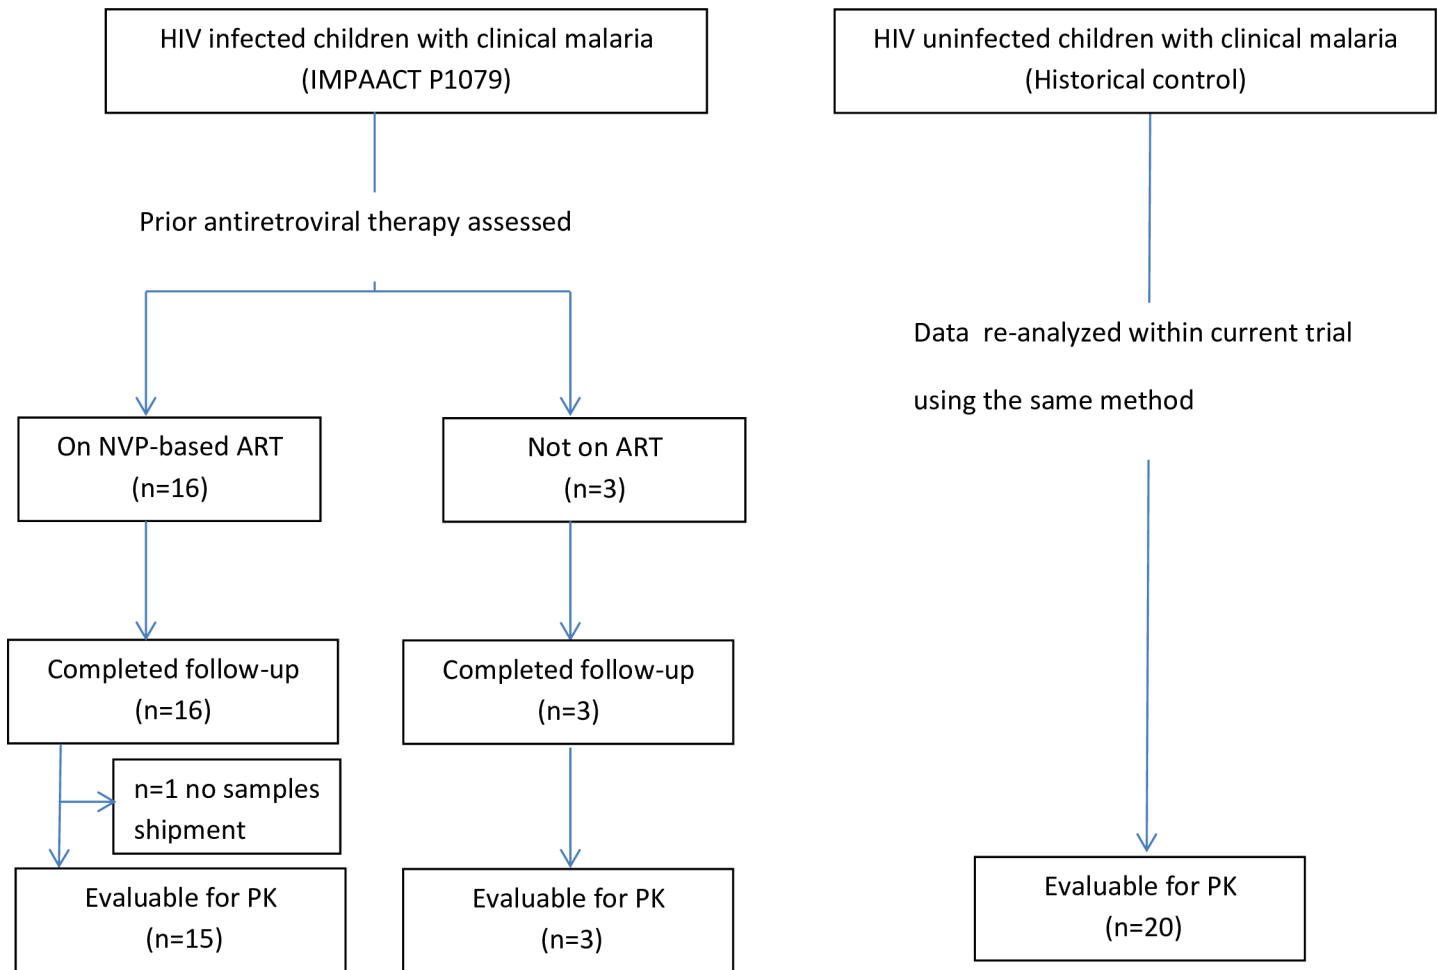 HIV infected children with clinical malaria
(IMPAACT P1079)
HIV uninfected children with clinical malaria
(Historical control)
Prior antiretroviral therapy assessed
Data  re-analyzed within current trial
using the same method
On NVP-based ART
(n=16)
Not on ART
(n=3)
Completed follow-up
(n=16)
Completed follow-up
(n=3)
n=1 no samples
shipment
Evaluable for PK
(n=15)
Evaluable for PK
(n=3)
Evaluable for PK
(n=20)